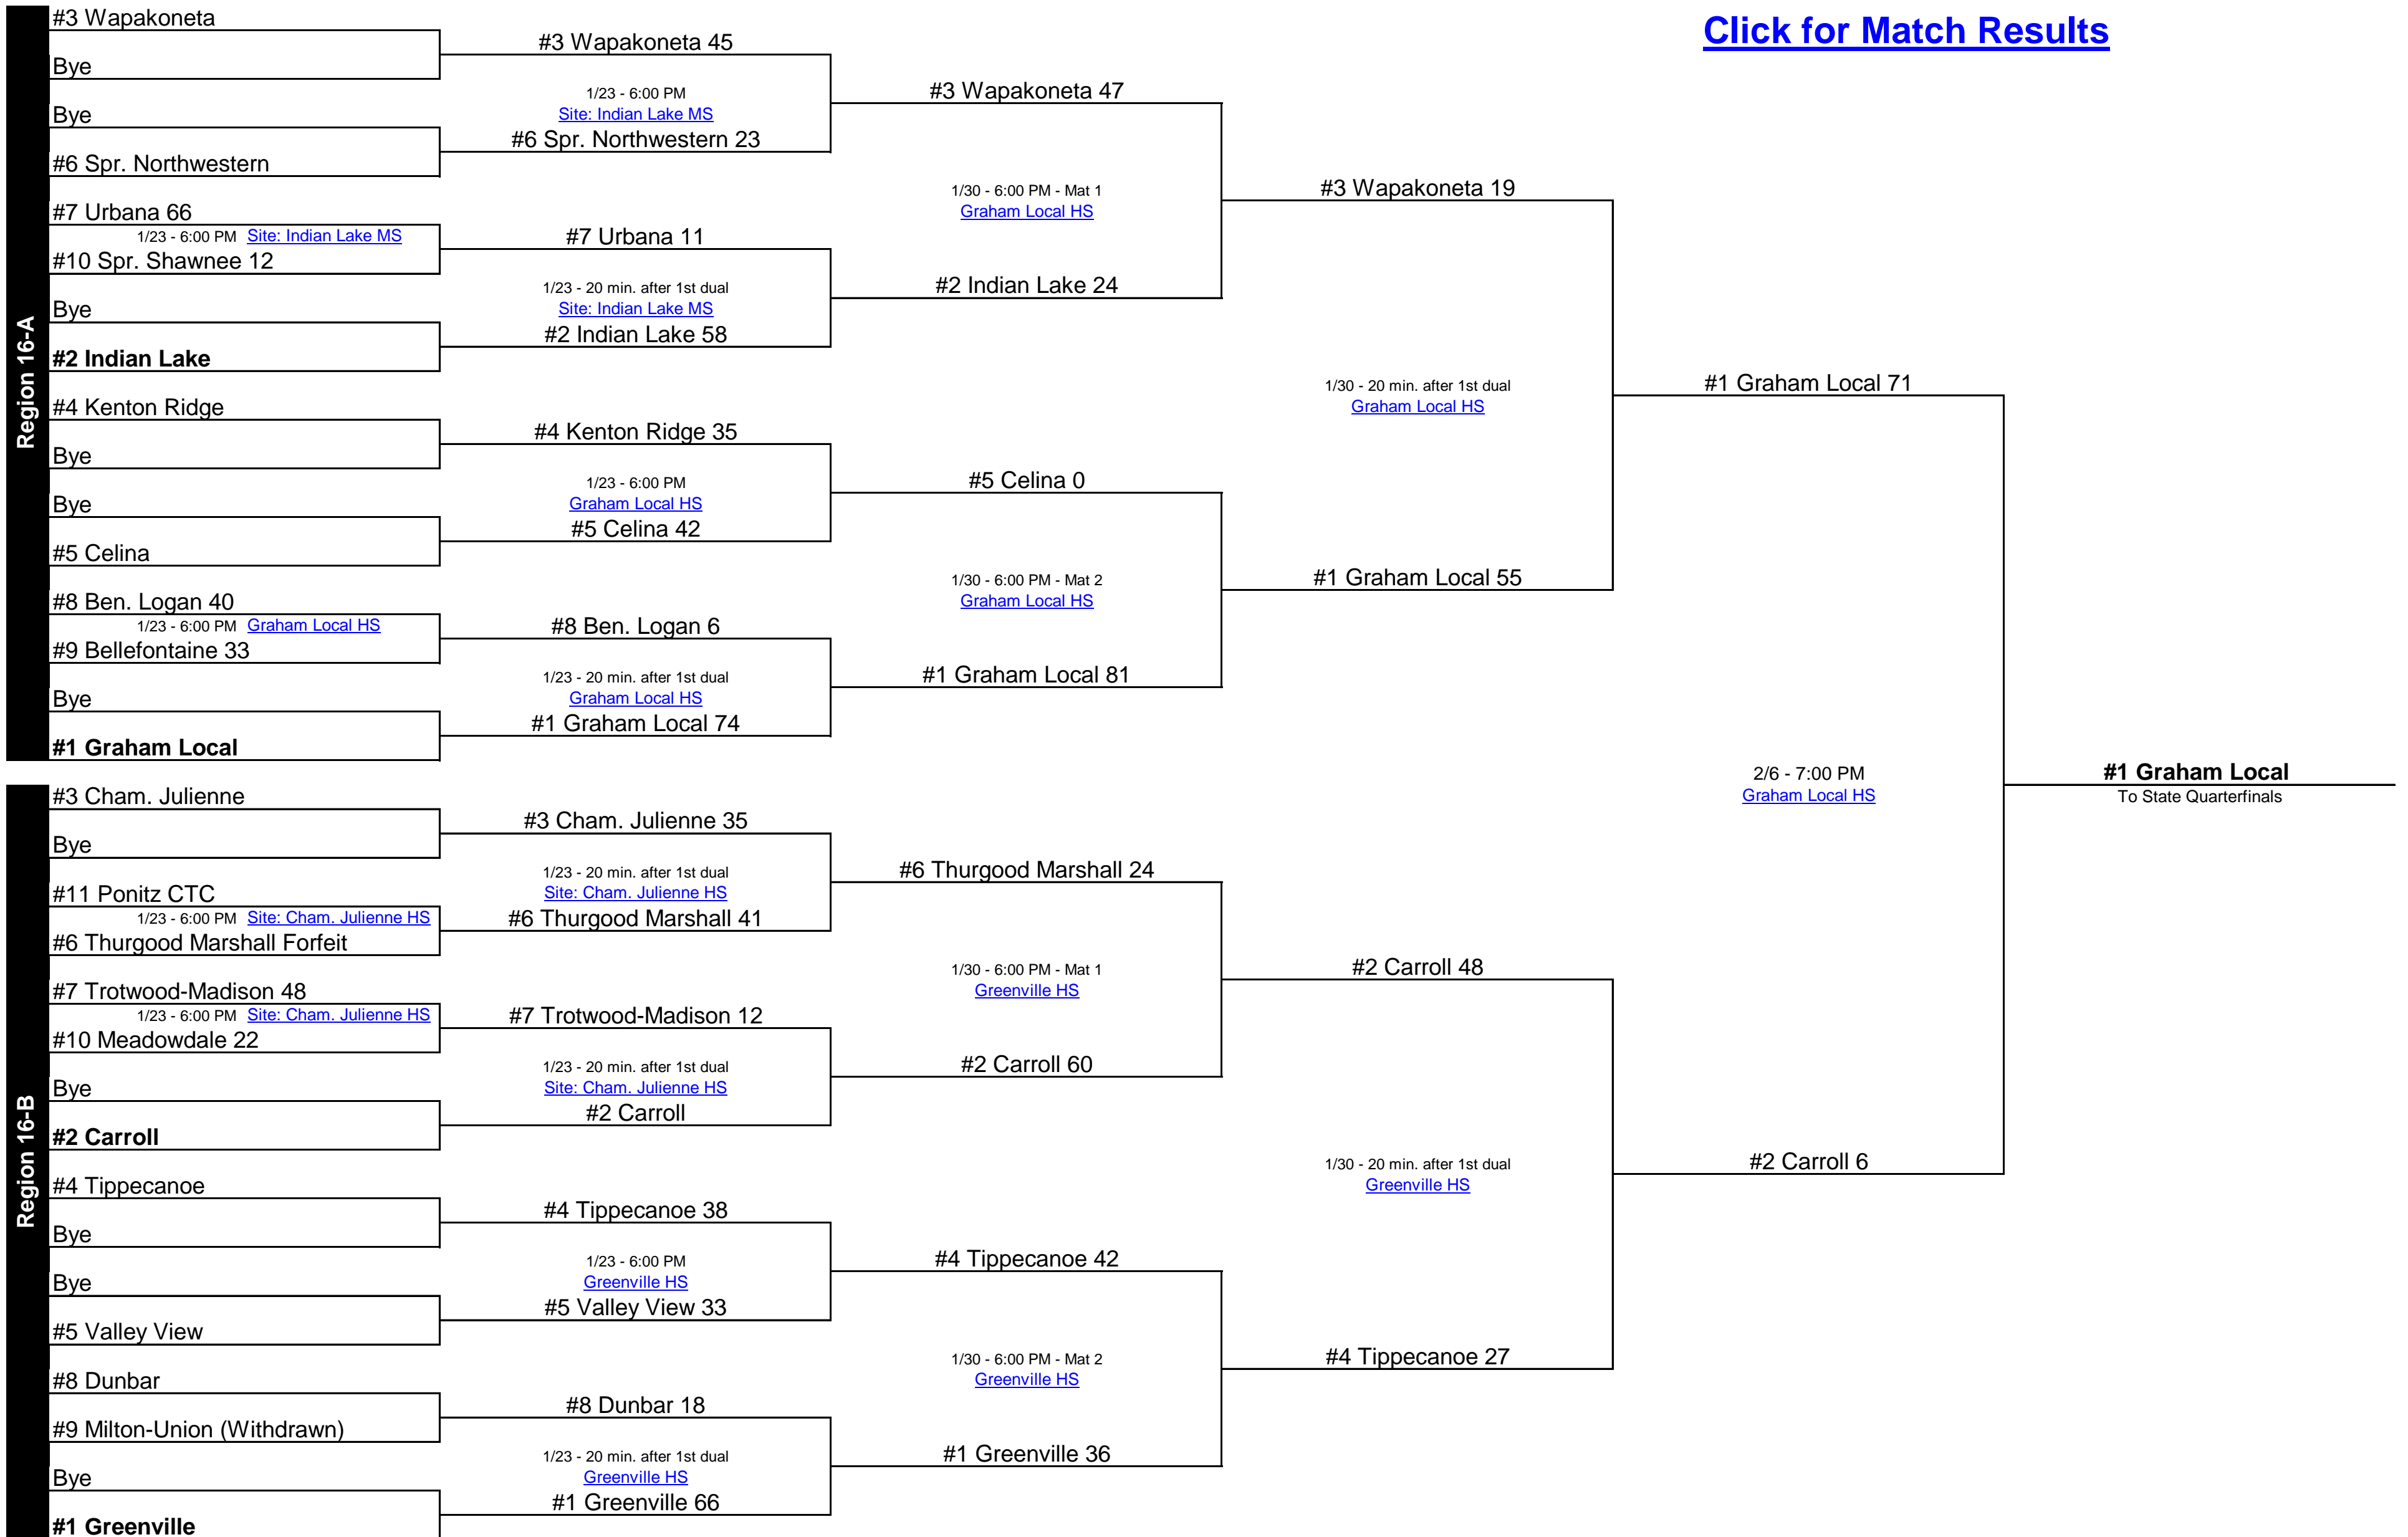 Click for Match Results
Region 16-A
#3 Wapakoneta
Bye
Bye
#6 Spr. Northwestern
#7 Urbana 66
1/23 - 6:00 PM Site: Indian Lake MS
#10 Spr. Shawnee 12
Bye
#2 Indian Lake
#4 Kenton Ridge
Bye
Bye
#5 Celina
#8 Ben. Logan 40
1/23 - 6:00 PM Graham Local HS
#9 Bellefontaine 33
Bye
#1 Graham Local
#3 Wapakoneta 45
1/23 - 6:00 PM
Site: Indian Lake MS
#6 Spr. Northwestern 23
#7 Urbana 11
1/23 - 20 min. after 1st dual
Site: Indian Lake MS
#2 Indian Lake 58
#4 Kenton Ridge 35
1/23 - 6:00 PM
Graham Local HS
#5 Celina 42
#8 Ben. Logan 6
1/23 - 20 min. after 1st dual
Graham Local HS
#1 Graham Local 74
#3 Wapakoneta 47
1/30 - 6:00 PM - Mat 1
Graham Local HS
#2 Indian Lake 24
#5 Celina 0
1/30 - 6:00 PM - Mat 2
Graham Local HS
#1 Graham Local 81
#3 Wapakoneta 19
1/30 - 20 min. after 1st dual
Graham Local HS
#1 Graham Local 55
Region 16-B
#3 Cham. Julienne
Bye
#11 Ponitz CTC
1/23 - 6:00 PM Site: Cham. Julienne HS
#6 Thurgood Marshall Forfeit
#7 Trotwood-Madison 48
1/23 - 6:00 PM Site: Cham. Julienne HS
#10 Meadowdale 22
Bye
#2 Carroll
#4 Tippecanoe
Bye
Bye
#5 Valley View
#8 Dunbar
#9 Milton-Union (Withdrawn)
Bye
#1 Greenville
#3 Cham. Julienne 35
1/23 - 20 min. after 1st dual
Site: Cham. Julienne HS
#6 Thurgood Marshall 41
#7 Trotwood-Madison 12
1/23 - 20 min. after 1st dual
Site: Cham. Julienne HS
#2 Carroll
#4 Tippecanoe 38
1/23 - 6:00 PM
Greenville HS
#5 Valley View 33
#8 Dunbar 18
1/23 - 20 min. after 1st dual
Greenville HS
#1 Greenville 66
#6 Thurgood Marshall 24
1/30 - 6:00 PM - Mat 1
Greenville HS
#2 Carroll 60
#4 Tippecanoe 42
1/30 - 6:00 PM - Mat 2
Greenville HS
#1 Greenville 36
#2 Carroll 48
1/30 - 20 min. after 1st dual
Greenville HS
#4 Tippecanoe 27
#1 Graham Local 71
2/6 - 7:00 PM
Graham Local HS
#2 Carroll 6
#1 Graham Local
To State Quarterfinals